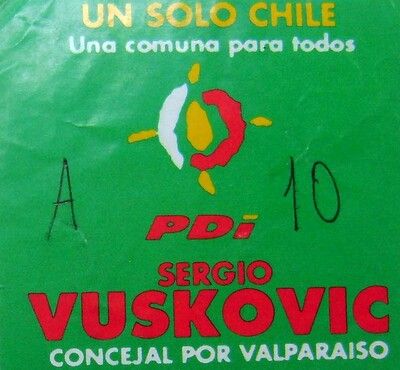 UN SOLO CHILE
Una comuna para todos
A 10
PDi
SERGIO
VUSKOVIC
CONCEJAL POR VALPARAISO